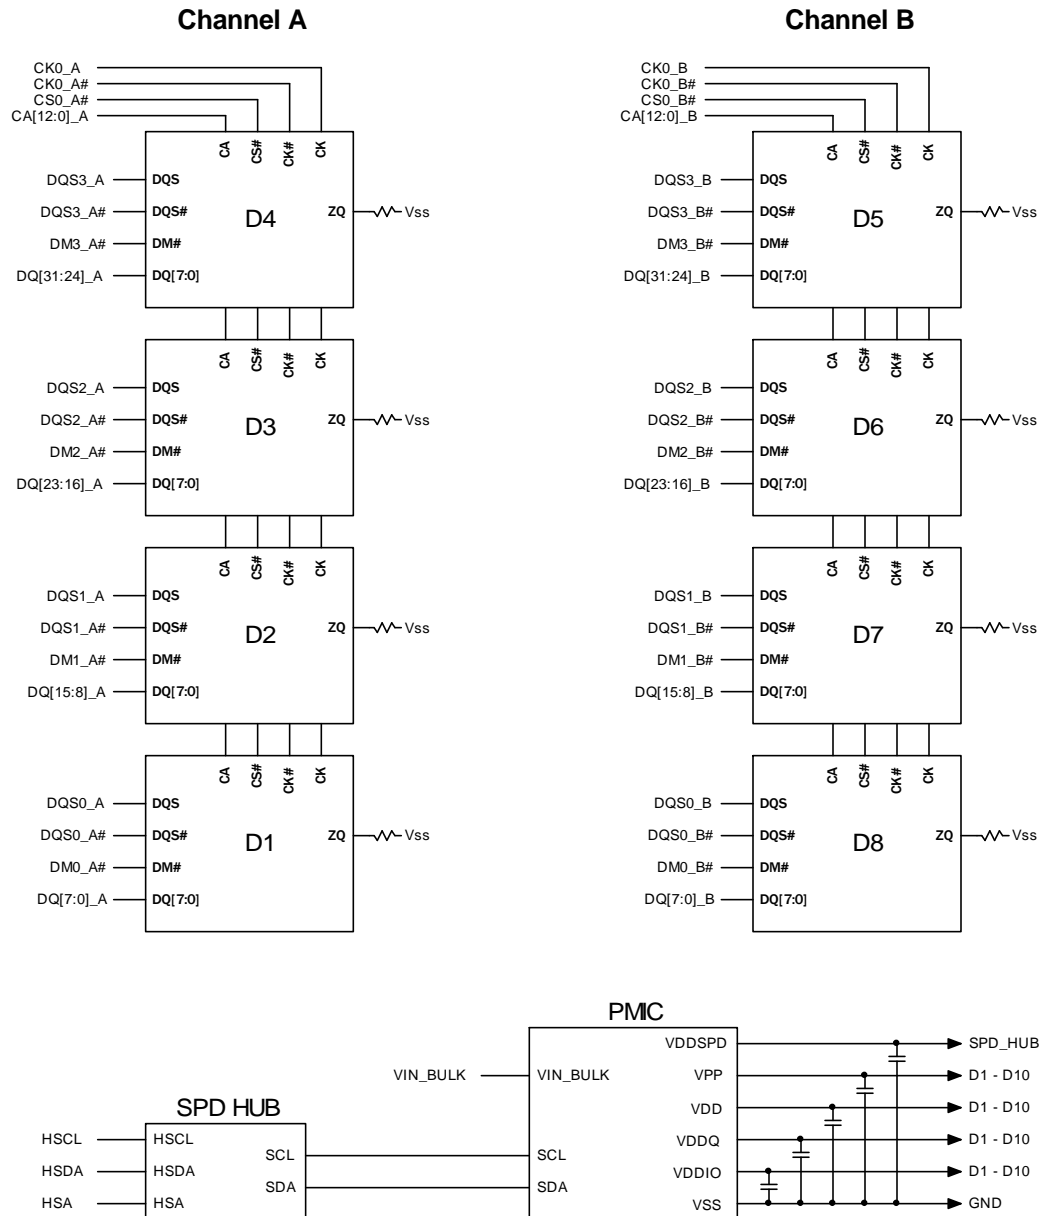 Channel A
Channel B
CK0_A
CK0_A#
CS0_A#
CA[12:0]_A
CK0_B
CK0_B#
CS0_B#
CA[12:0]_B
CA CS# CK# CK
CA CS# CK# CK
DQS3_A DQS
DQS3_B DQS
DQS3_A# DQS# D4 ZQ Vss
DQS3_B# DQS# D5 ZQ Vss
DM3_A# DM#
DM3_B# DM#
DQ[31:24]_A DQ[7:0]
DQ[31:24]_B DQ[7:0]
CA CS# CK# CK
CA CS# CK# CK
DQS2_A DQS
DQS2_B DQS
DQS2_A# DQS# D3 ZQ Vss
DQS2_B# DQS# D6 ZQ Vss
DM2_A# DM#
DM2_B# DM#
DQ[23:16]_A DQ[7:0]
DQ[23:16]_B DQ[7:0]
CA CS# CK# CK
CA CS# CK# CK
DQS1_A DQS
DQS1_B DQS
DQS1_A# DQS# D2 ZQ Vss
DQS1_B# DQS# D7 ZQ Vss
DM1_A# DM#
DM1_B# DM#
DQ[15:8]_A DQ[7:0]
DQ[15:8]_B DQ[7:0]
CA CS# CK# CK
CA CS# CK# CK
DQS0_A DQS
DQS0_B DQS
DQS0_A# DQS# D1 ZQ Vss
DQS0_B# DQS# D8 ZQ Vss
DM0_A# DM#
DM0_B# DM#
DQ[7:0]_A DQ[7:0]
DQ[7:0]_B DQ[7:0]
PMIC
VDDSPD SPD_HUB
VIN_BULK VIN_BULK VPP D1 - D10
SPD HUB
VDD D1 - D10
HSCL HSCL
VDDQ D1 - D10
SCL SCL
HSDA HSDA
VDDIO D1 - D10
SDA SDA
HSA HSA
VSS GND